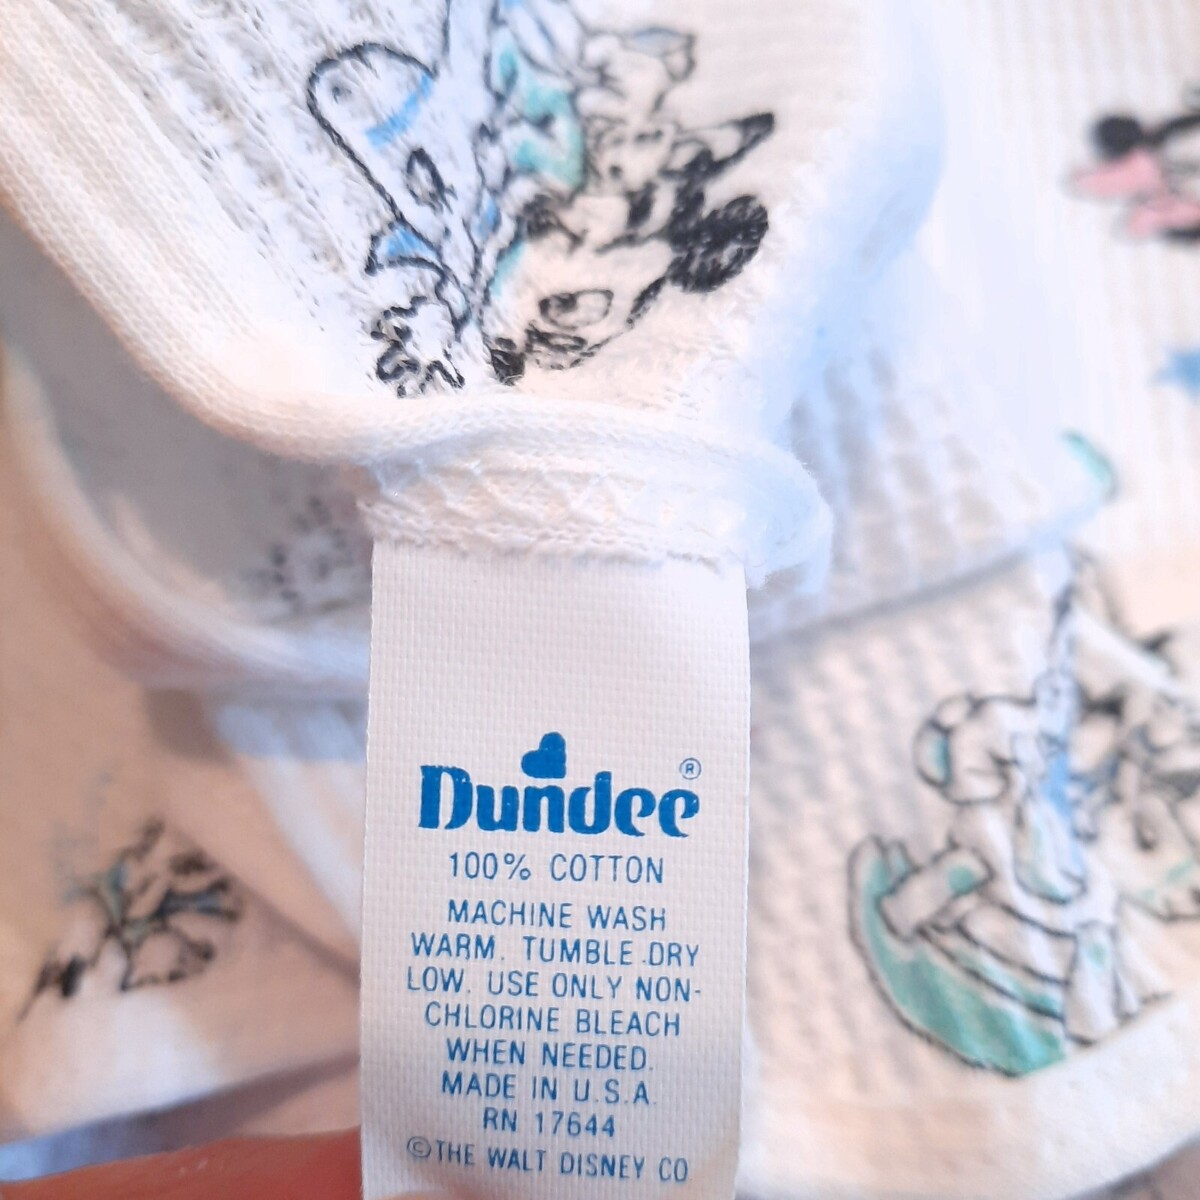 Dundee®
100% COTTON
MACHINE WASH
WARM. TUMBLE DRY
LOW. USE ONLY NON-
CHLORINE BLEACH
WHEN NEEDED.
MADE IN U.S.A.
RN 17644
©THE WALT DISNEY CO